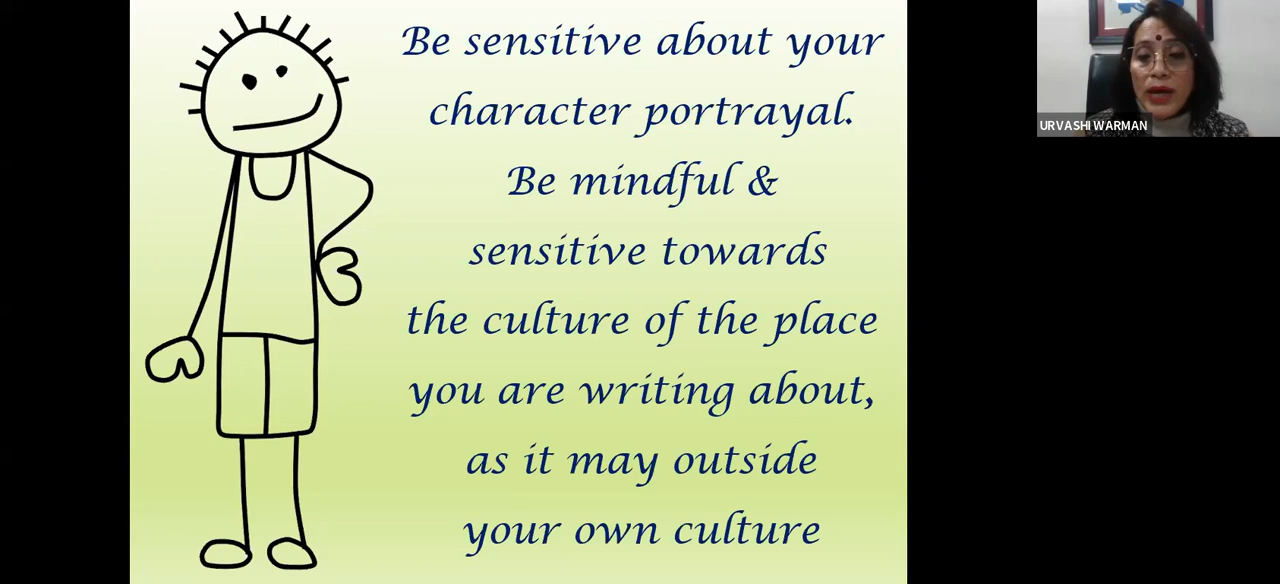 Be sensitive about your
character portrayal.
Be mindful &
sensitive towards
the culture of the place
you are writing about,
as it may outside
your own culture
URVASHI WARMAN